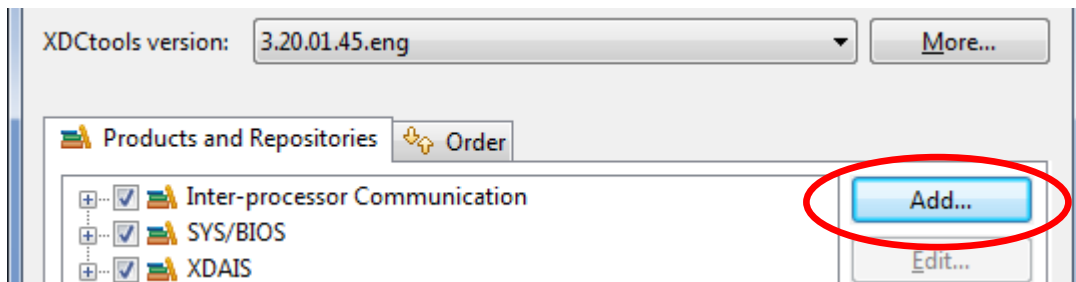 XDCtools version: 3.20.01.45.eng More...
Products and Repositories Order
Inter-processor Communication Add...
SYS/BIOS
XDAIS Edit...